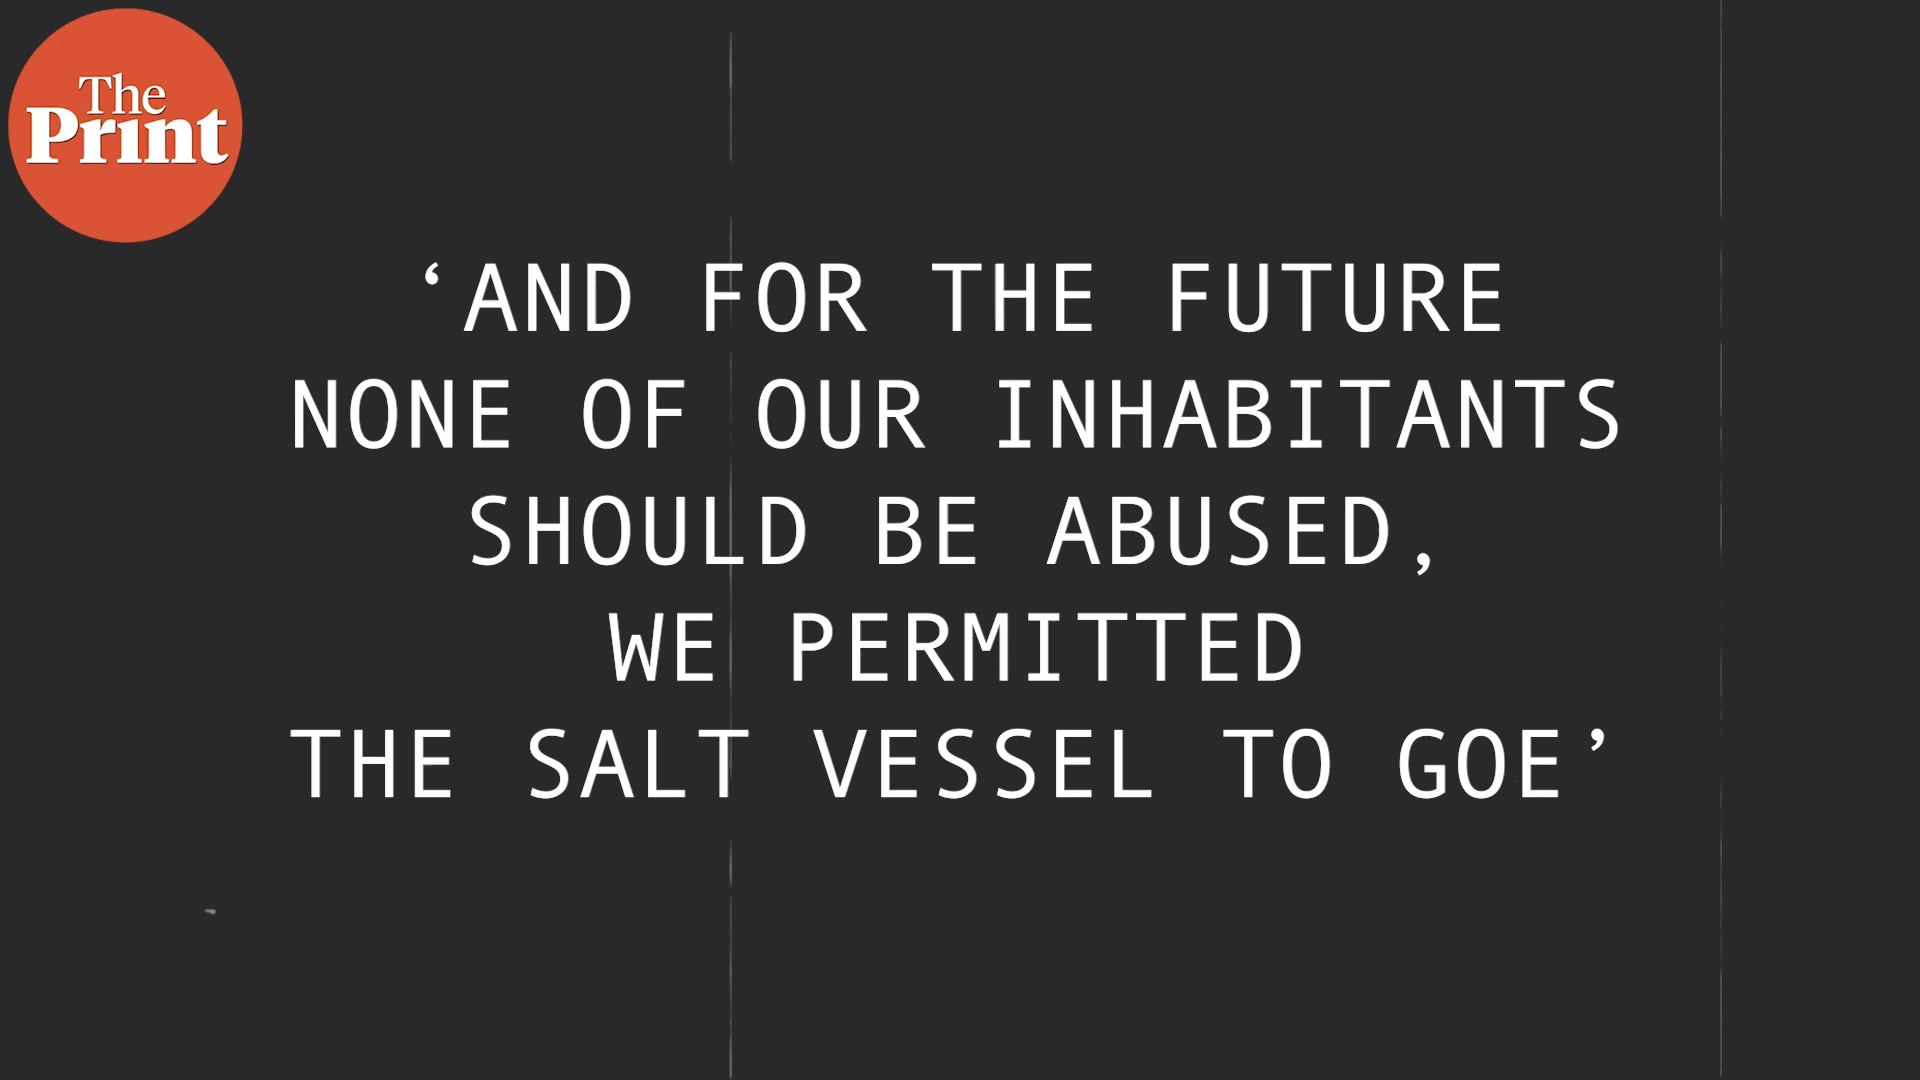 The
Print
‘AND FOR THE FUTURE
NONE OF OUR INHABITANTS
SHOULD BE ABUSED,
WE PERMITTED
THE SALT VESSEL TO GOE’